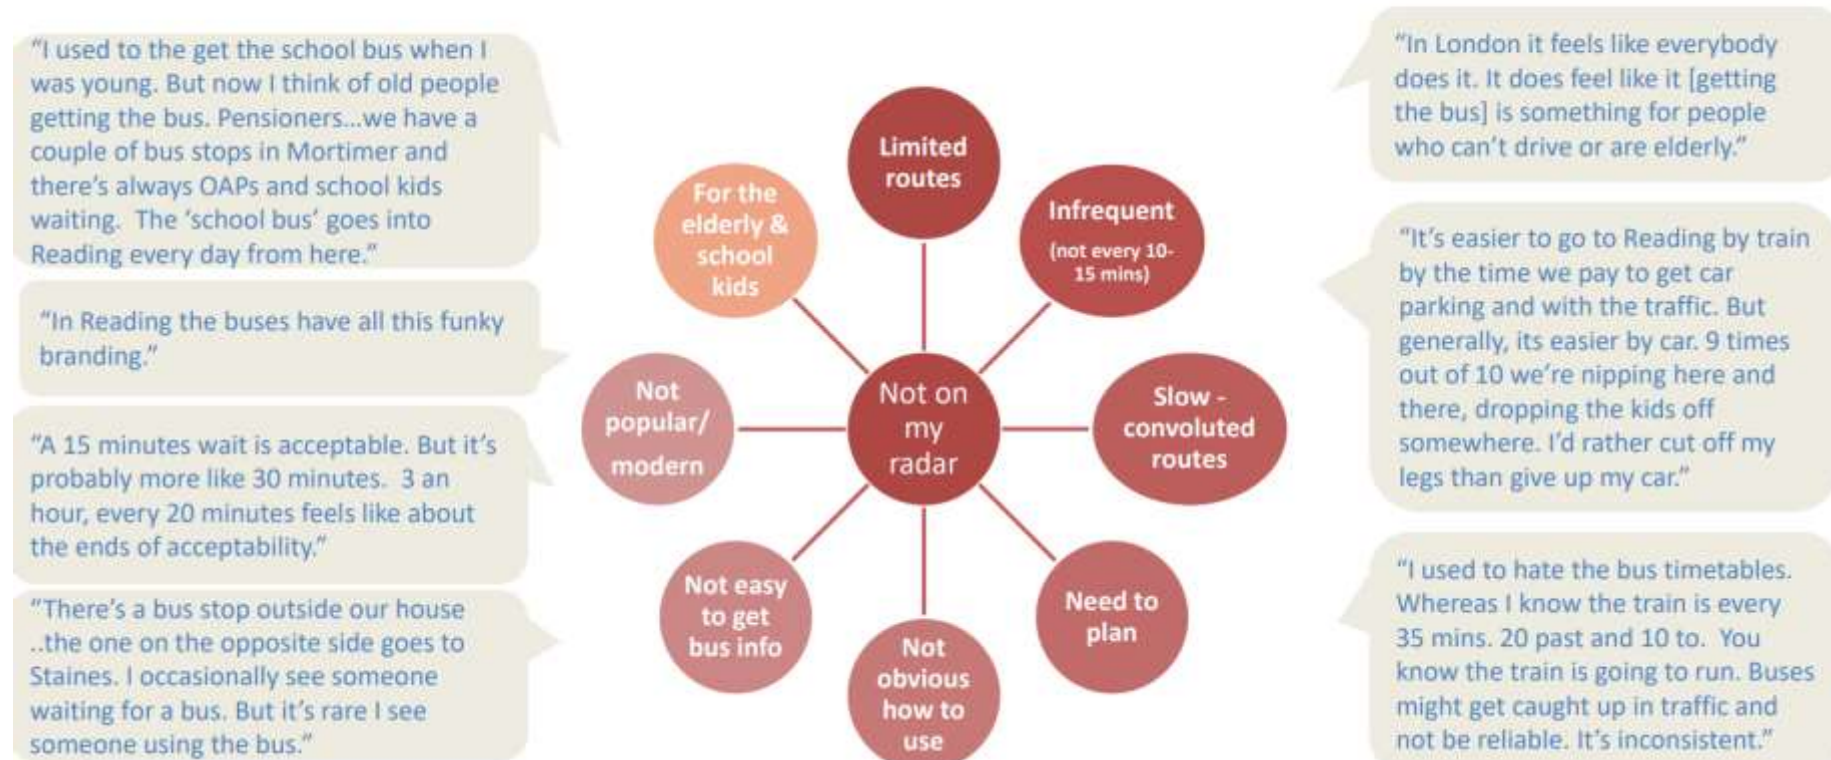 “I used to the get the school bus when I
was young. But now I think of old people
getting the bus. Pensioners...we have a
couple of bus stops in Mortimer and
there’s always OAPs and school kids
waiting.  The ‘school bus’ goes into
Reading every day from here.”
“In Reading the buses have all this funky
branding.”
“A 15 minutes wait is acceptable. But it’s
probably more like 30 minutes.  3 an
hour, every 20 minutes feels like about
the ends of acceptability.”
“There’s a bus stop outside our house
..the one on the opposite side goes to
Staines. I occasionally see someone
waiting for a bus. But it’s rare I see
someone using the bus.”
Limited
routes
Infrequent
(not every 10-
15 mins)
Slow -
convoluted
routes
Need to
plan
Not
obvious
how to
use
Not easy
to get
bus info
Not
popular/
modern
For the
elderly &
school
kids
Not on
my
radar
“In London it feels like everybody
does it. It does feel like it [getting
the bus] is something for people
who can’t drive or are elderly.”
“It’s easier to go to Reading by train
by the time we pay to get car
parking and with the traffic. But
generally, its easier by car. 9 times
out of 10 we’re nipping here and
there, dropping the kids off
somewhere. I’d rather cut off my
legs than give up my car.”
“I used to hate the bus timetables.
Whereas I know the train is every
35 mins. 20 past and 10 to.  You
know the train is going to run. Buses
might get caught up in traffic and
not be reliable. It’s inconsistent.”